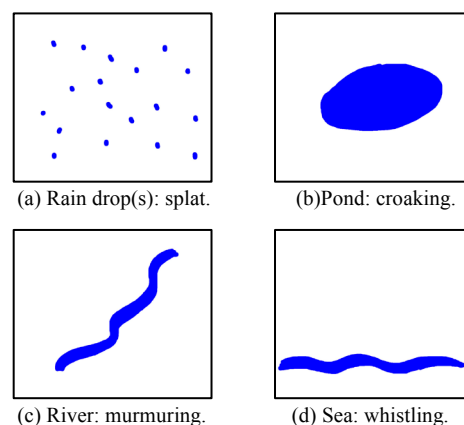 (a) Rain drop(s): splat.
(b)Pond: croaking.
(c) River: murmuring.
(d) Sea: whistling.